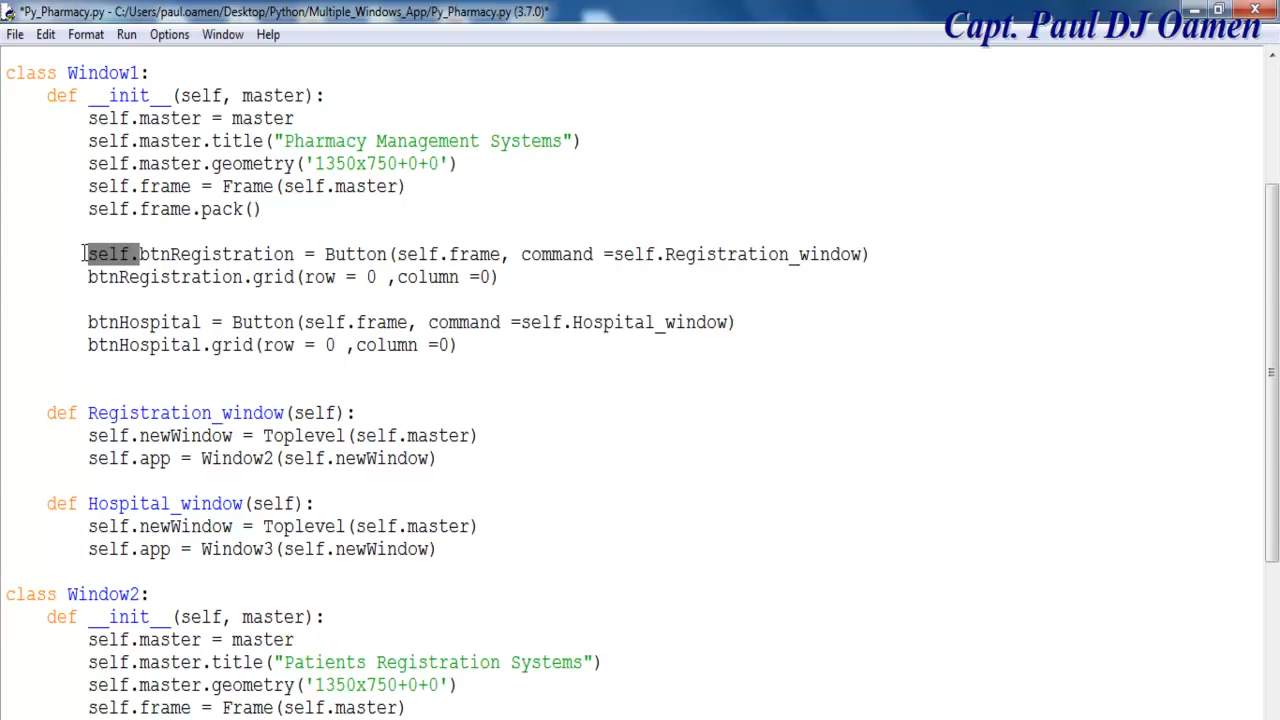 *Py_Pharmacy.py - C:/Users/paul.oamen/Desktop/Python/Multiple_Windows_App/Py_Pharmacy.py (3.7.0)*
Capt. Paul DJ Oamen
File Edit Format Run Options Window Help
class Window1:
    def __init__(self, master):
        self.master = master
        self.master.title("Pharmacy Management Systems")
        self.master.geometry('1350x750+0+0')
        self.frame = Frame(self.master)
        self.frame.pack()
        self.btnRegistration = Button(self.frame, command =self.Registration_window)
        btnRegistration.grid(row = 0 ,column =0)
        btnHospital = Button(self.frame, command =self.Hospital_window)
        btnHospital.grid(row = 0 ,column =0)
    def Registration_window(self):
        self.newWindow = Toplevel(self.master)
        self.app = Window2(self.newWindow)
    def Hospital_window(self):
        self.newWindow = Toplevel(self.master)
        self.app = Window3(self.newWindow)
class Window2:
    def __init__(self, master):
        self.master = master
        self.master.title("Patients Registration Systems")
        self.master.geometry('1350x750+0+0')
        self.frame = Frame(self.master)